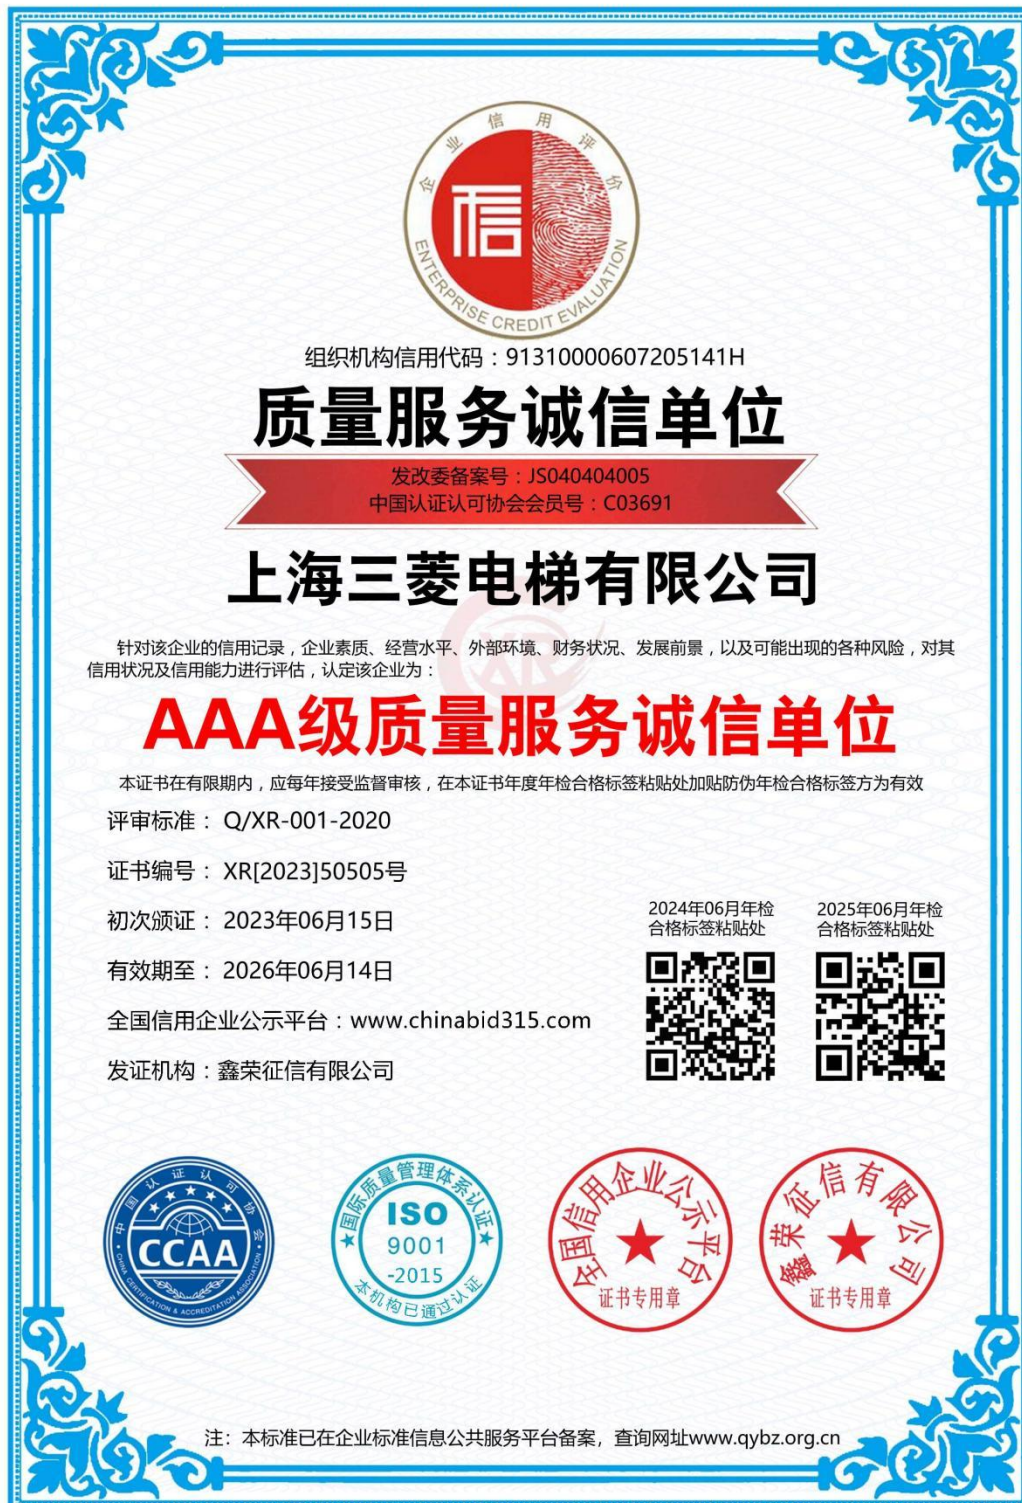 企业信用评价
ENTERPRISE CREDIT EVALUATION
信
组织机构信用代码：91310000607205141H
质量服务诚信单位
发改委备案号：JS040404005
中国认证认可协会会员号：C03691
上海三菱电梯有限公司
针对该企业的信用记录，企业素质、经营水平、外部环境、财务状况、发展前景，以及可能出现的各种风险，对其
信用状况及信用能力进行评估，认定该企业为：
AAA级质量服务诚信单位
本证书在有限期内，应每年接受监督审核，在本证书年度年检合格标签粘贴处加贴防伪年检合格标签方为有效
评审标准： Q/XR-001-2020
证书编号： XR[2023]50505号
初次颁证： 2023年06月15日
有效期至： 2026年06月14日
全国信用企业公示平台：www.chinabid315.com
发证机构：鑫荣征信有限公司
2024年06月年检
合格标签粘贴处
2025年06月年检
合格标签粘贴处
中国认证认可协会
CCAA
CHINA CERTIFICATION & ACCREDITATION ASSOCIATION
国际质量管理体系认证
ISO
9001
-2015
本机构已通过认证
全国信用企业公示平台
证书专用章
鑫荣征信有限公司
证书专用章
注：本标准已在企业标准信息公共服务平台备案，查询网址www.qybz.org.cn